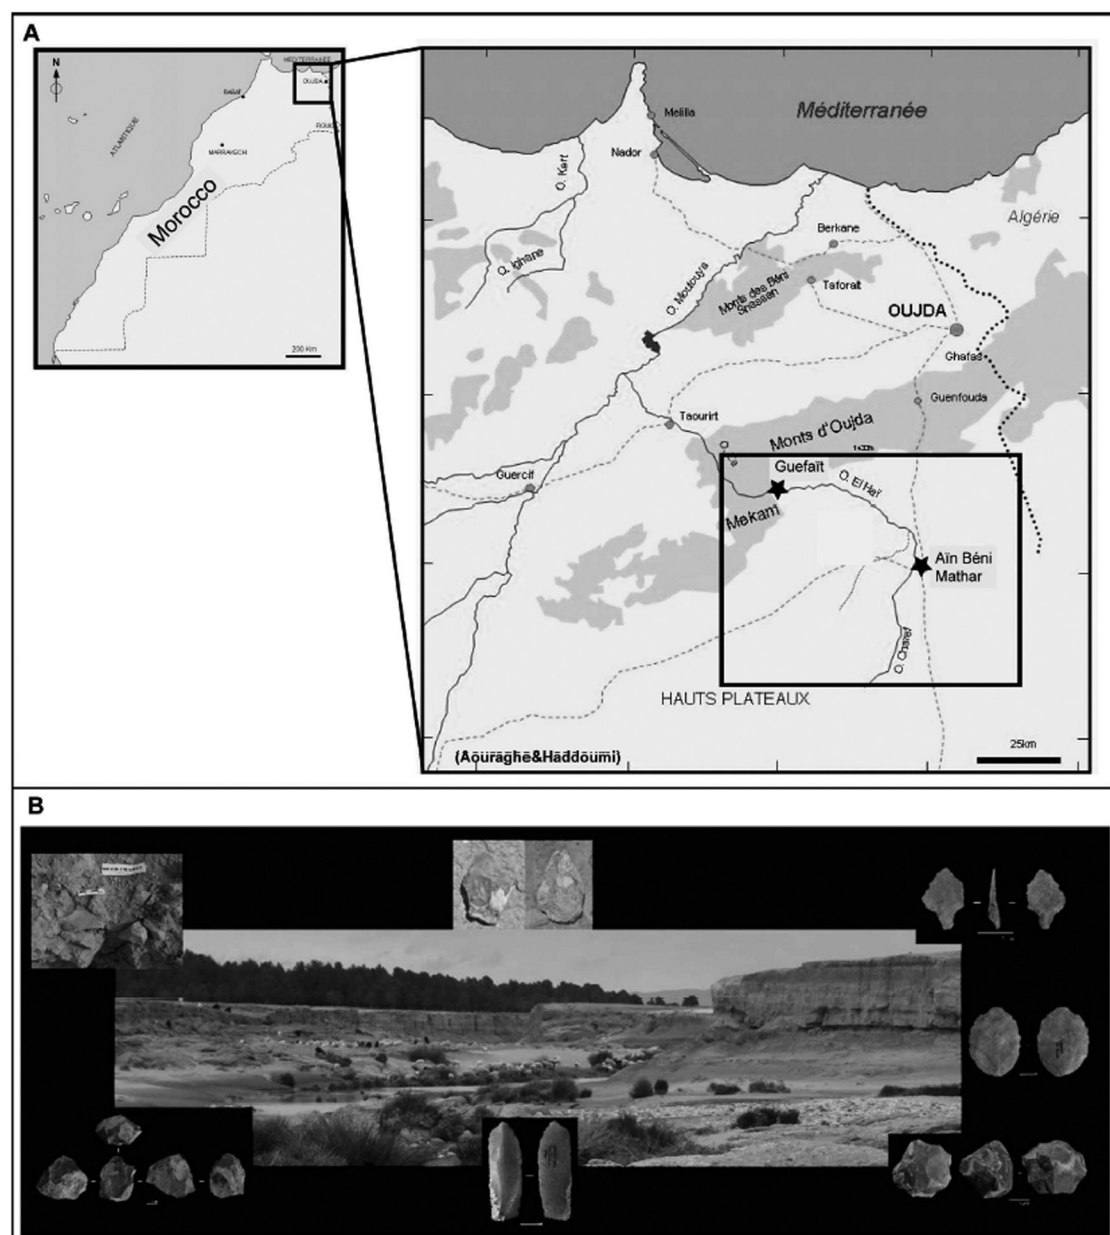 A
N
MÉDITERRANÉE
OUJDA
RABAT
ATLANTIQUE
MARRAKECH
Morocco
200 Km
Méditerranée
Melilla
Nador
O. Kert
Algérie
Berkane
O. Ighane
Monts des Béni
Snassen
Taforalt
OUJDA
Ghafas
Guenfouda
Taourirt
Monts d'Oujda
Guefaït
Guercif
O. El Haï
Mekam
Aïn Béni
Mathar
O. Charef
HAUTS PLATEAUX
25km
(Aouraghe&Haddoumi)
B